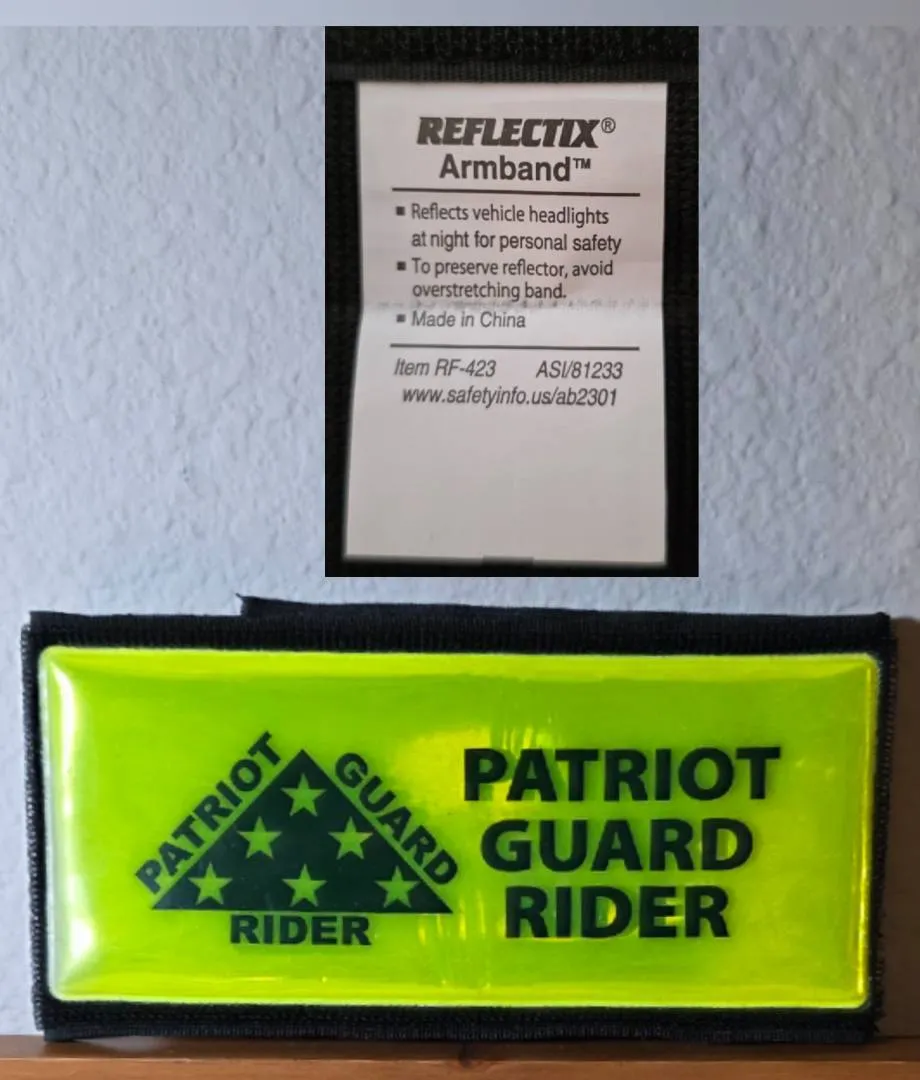 REFLECTIX®
Armband™
▪ Reflects vehicle headlights
at night for personal safety
▪ To preserve reflector, avoid
overstretching band.
▪ Made in China
Item RF-423 ASI/81233
www.safetyinfo.us/ab2301
PATRIOT GUARD
RIDER
PATRIOT
GUARD
RIDER